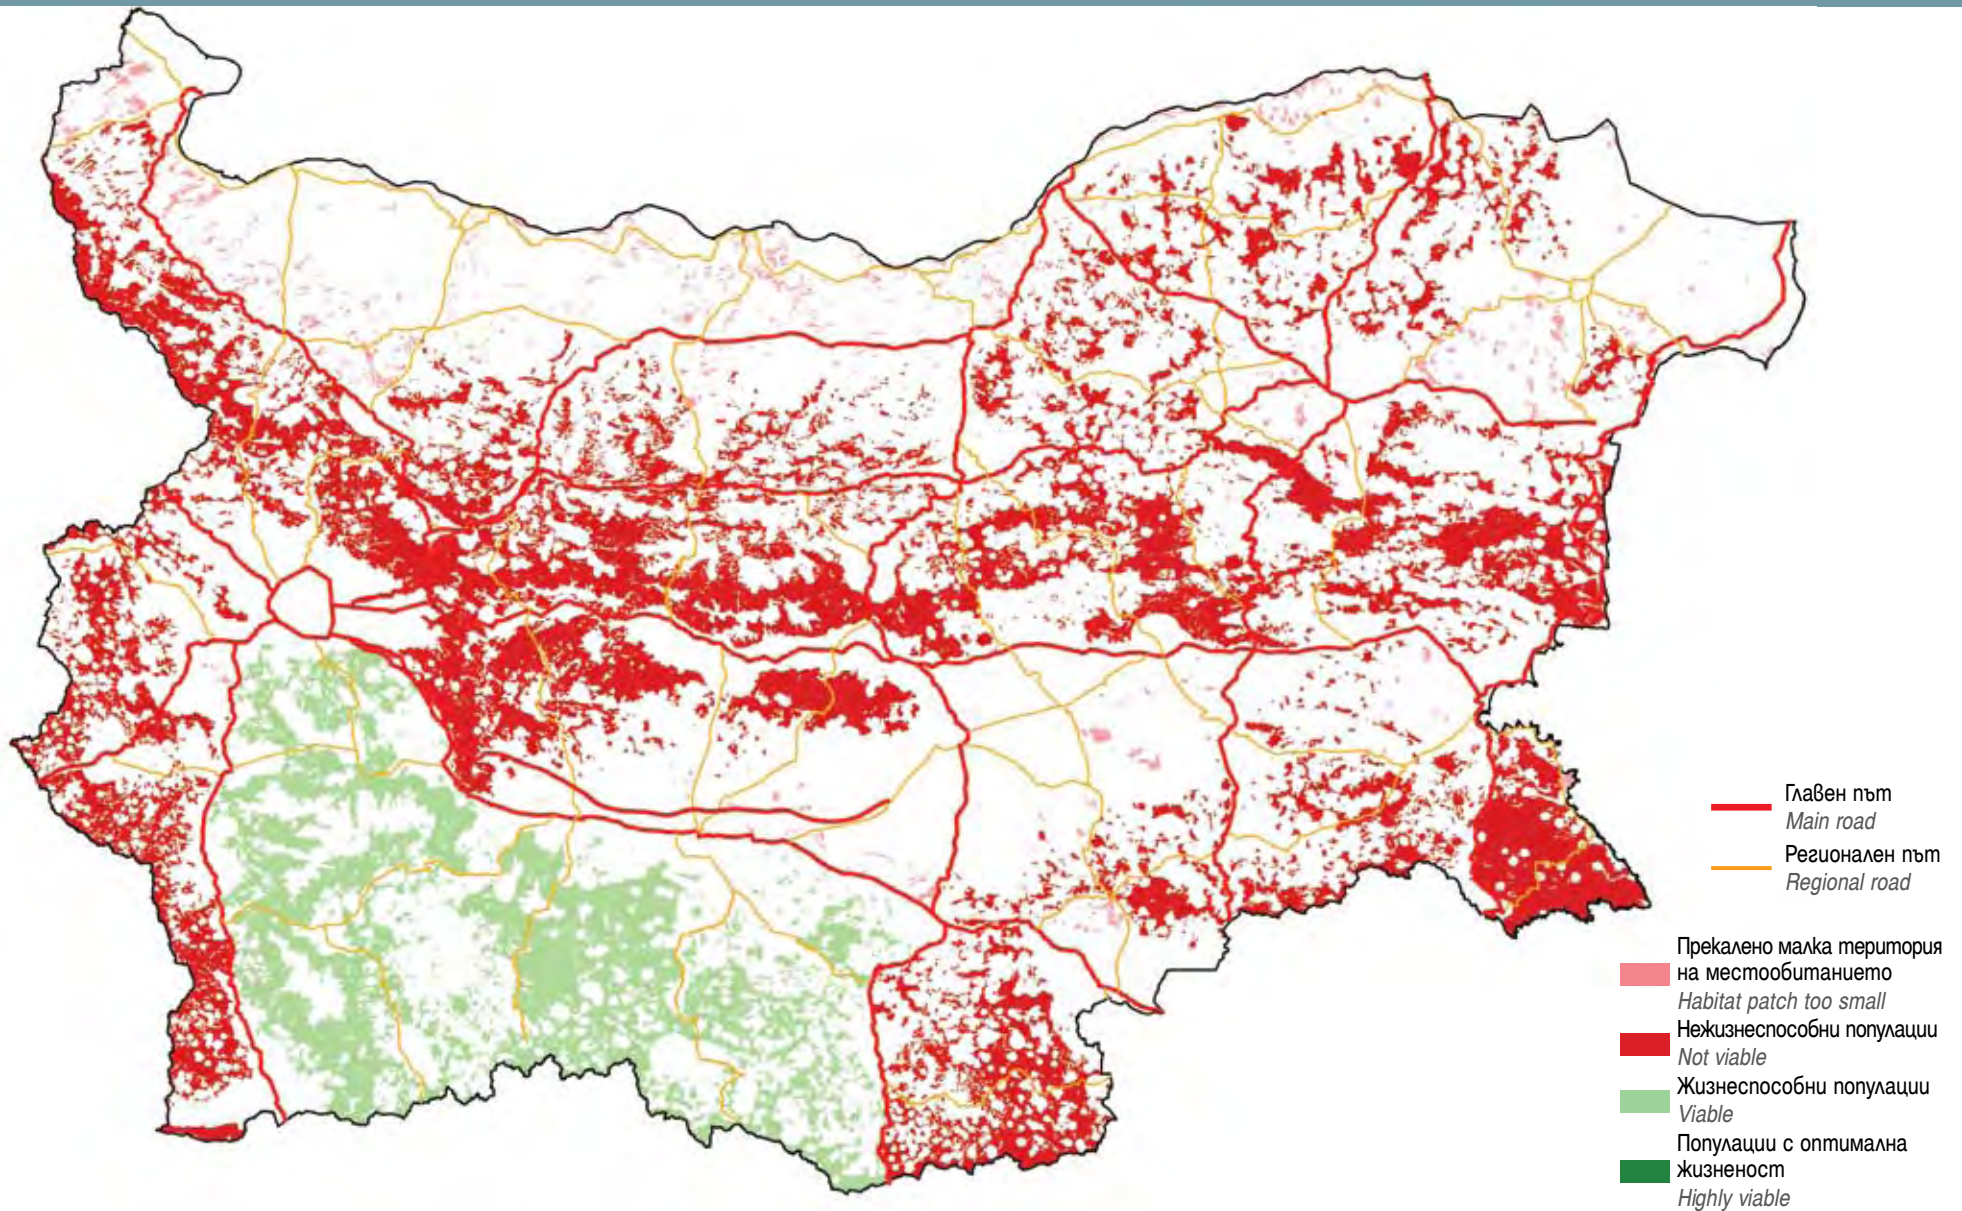 Главен път
Main road
Регионален път
Regional road
Прекалено малка територия
на местообитанието
Habitat patch too small
Нежизнеспособни популации
Not viable
Жизнеспособни популации
Viable
Популации с оптимална
жизненост
Highly viable